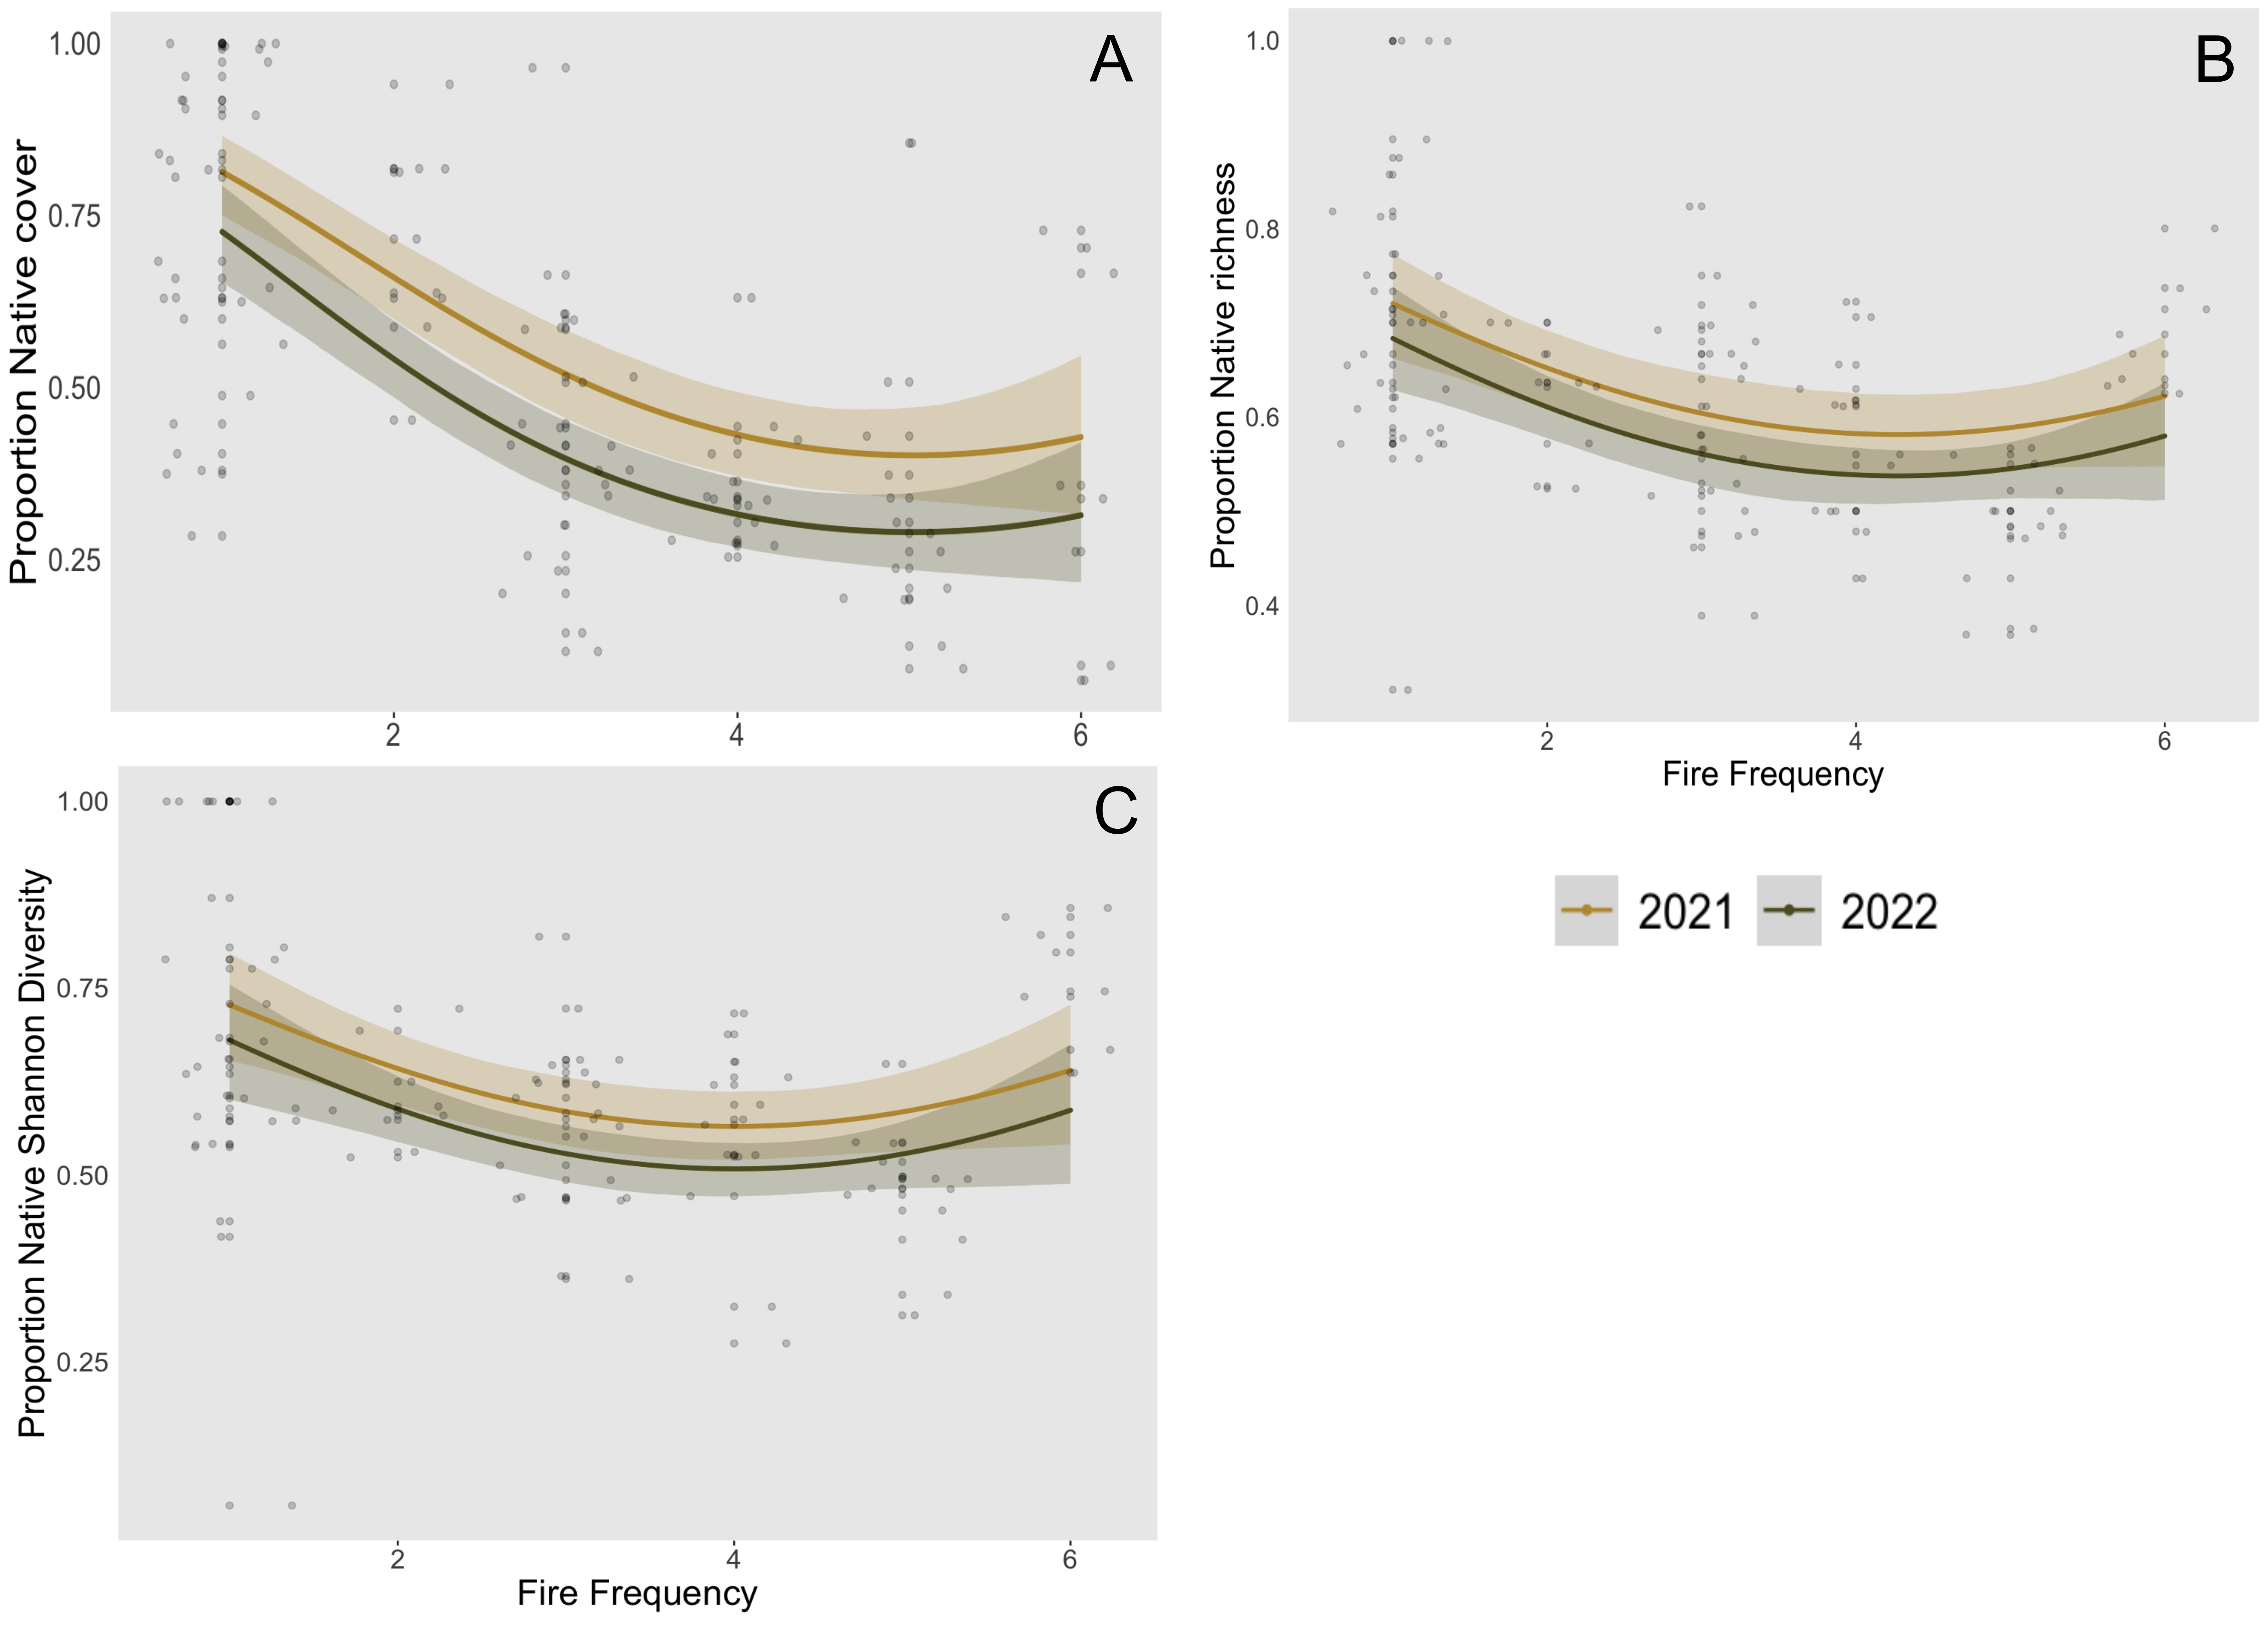 A
Proportion Native cover
1.00
0.75
0.50
0.25
2 4 6
B
Proportion Native richness
1.0
0.8
0.6
0.4
2 4 6
Fire Frequency
C
Proportion Native Shannon Diversity
1.00
0.75
0.50
0.25
2 4 6
Fire Frequency
2021 2022